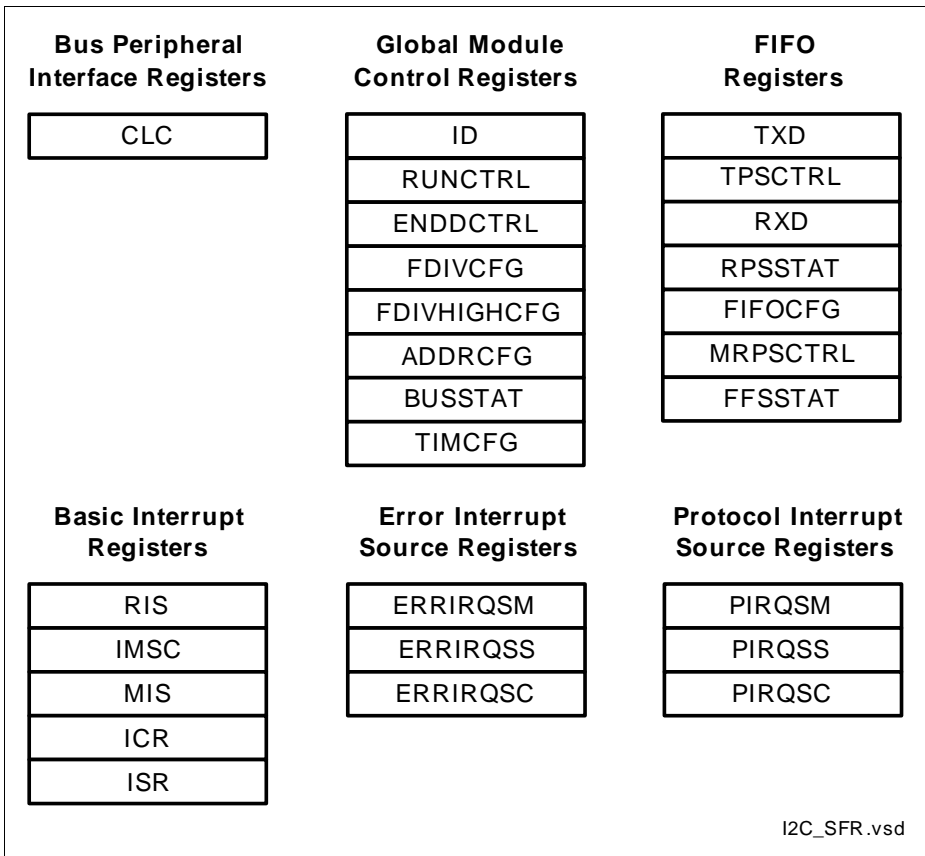 Bus Peripheral
Interface Registers
CLC
Global Module
Control Registers
ID
RUNCTRL
ENDDCTRL
FDIVCFG
FDIVHIGHCFG
ADDRCFG
BUSSTAT
TIMCFG
FIFO
Registers
TXD
TPSCTRL
RXD
RPSSTAT
FIFOCFG
MRPSCTRL
FFSSTAT
Basic Interrupt
Registers
RIS
IMSC
MIS
ICR
ISR
Error Interrupt
Source Registers
ERRIRQSM
ERRIRQSS
ERRIRQSC
Protocol Interrupt
Source Registers
PIRQSM
PIRQSS
PIRQSC
I2C_SFR.vsd